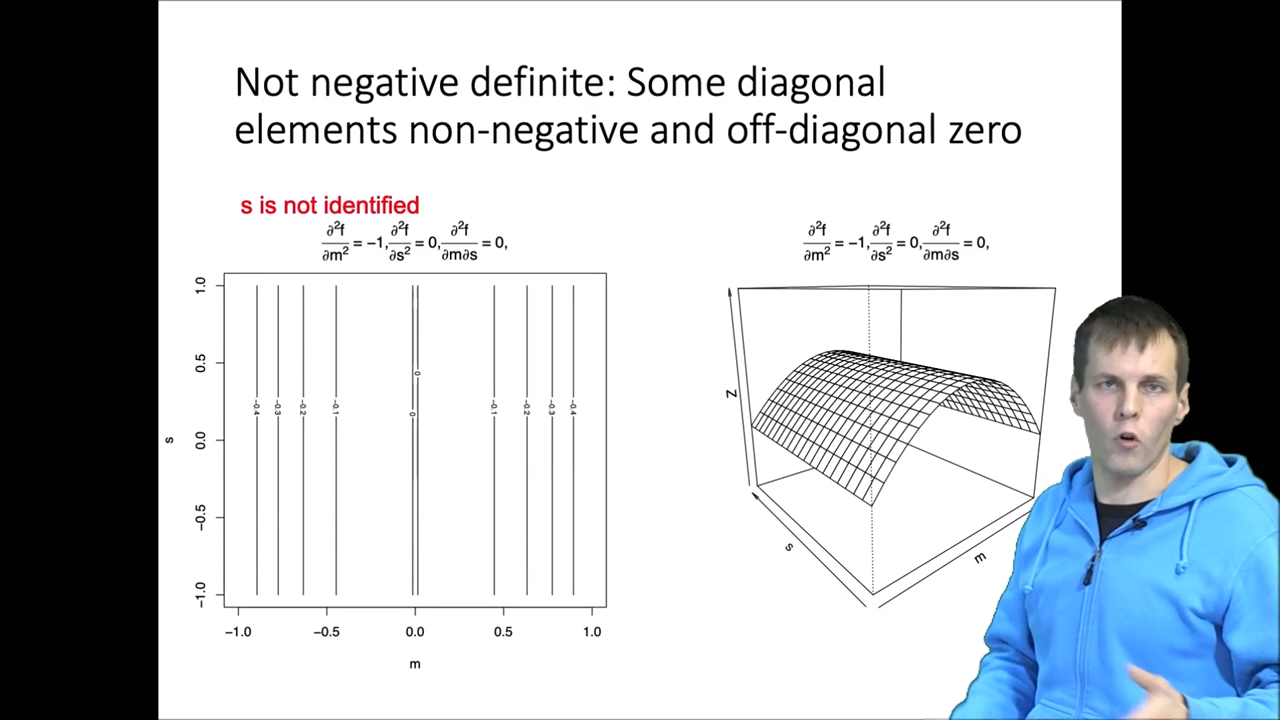 Not negative definite: Some diagonal
elements non-negative and off-diagonal zero
s is not identified
∂²f/∂m² = −1, ∂²f/∂s² = 0, ∂²f/∂m∂s = 0,
1.0
0.5
0.0
−0.5
−1.0
s
−0.4
−0.3
−0.2
−0.1
0
0
−0.1
−0.2
−0.3
−0.4
−1.0
−0.5
0.0
0.5
1.0
m
∂²f/∂m² = −1, ∂²f/∂s² = 0, ∂²f/∂m∂s = 0,
Z
s
m